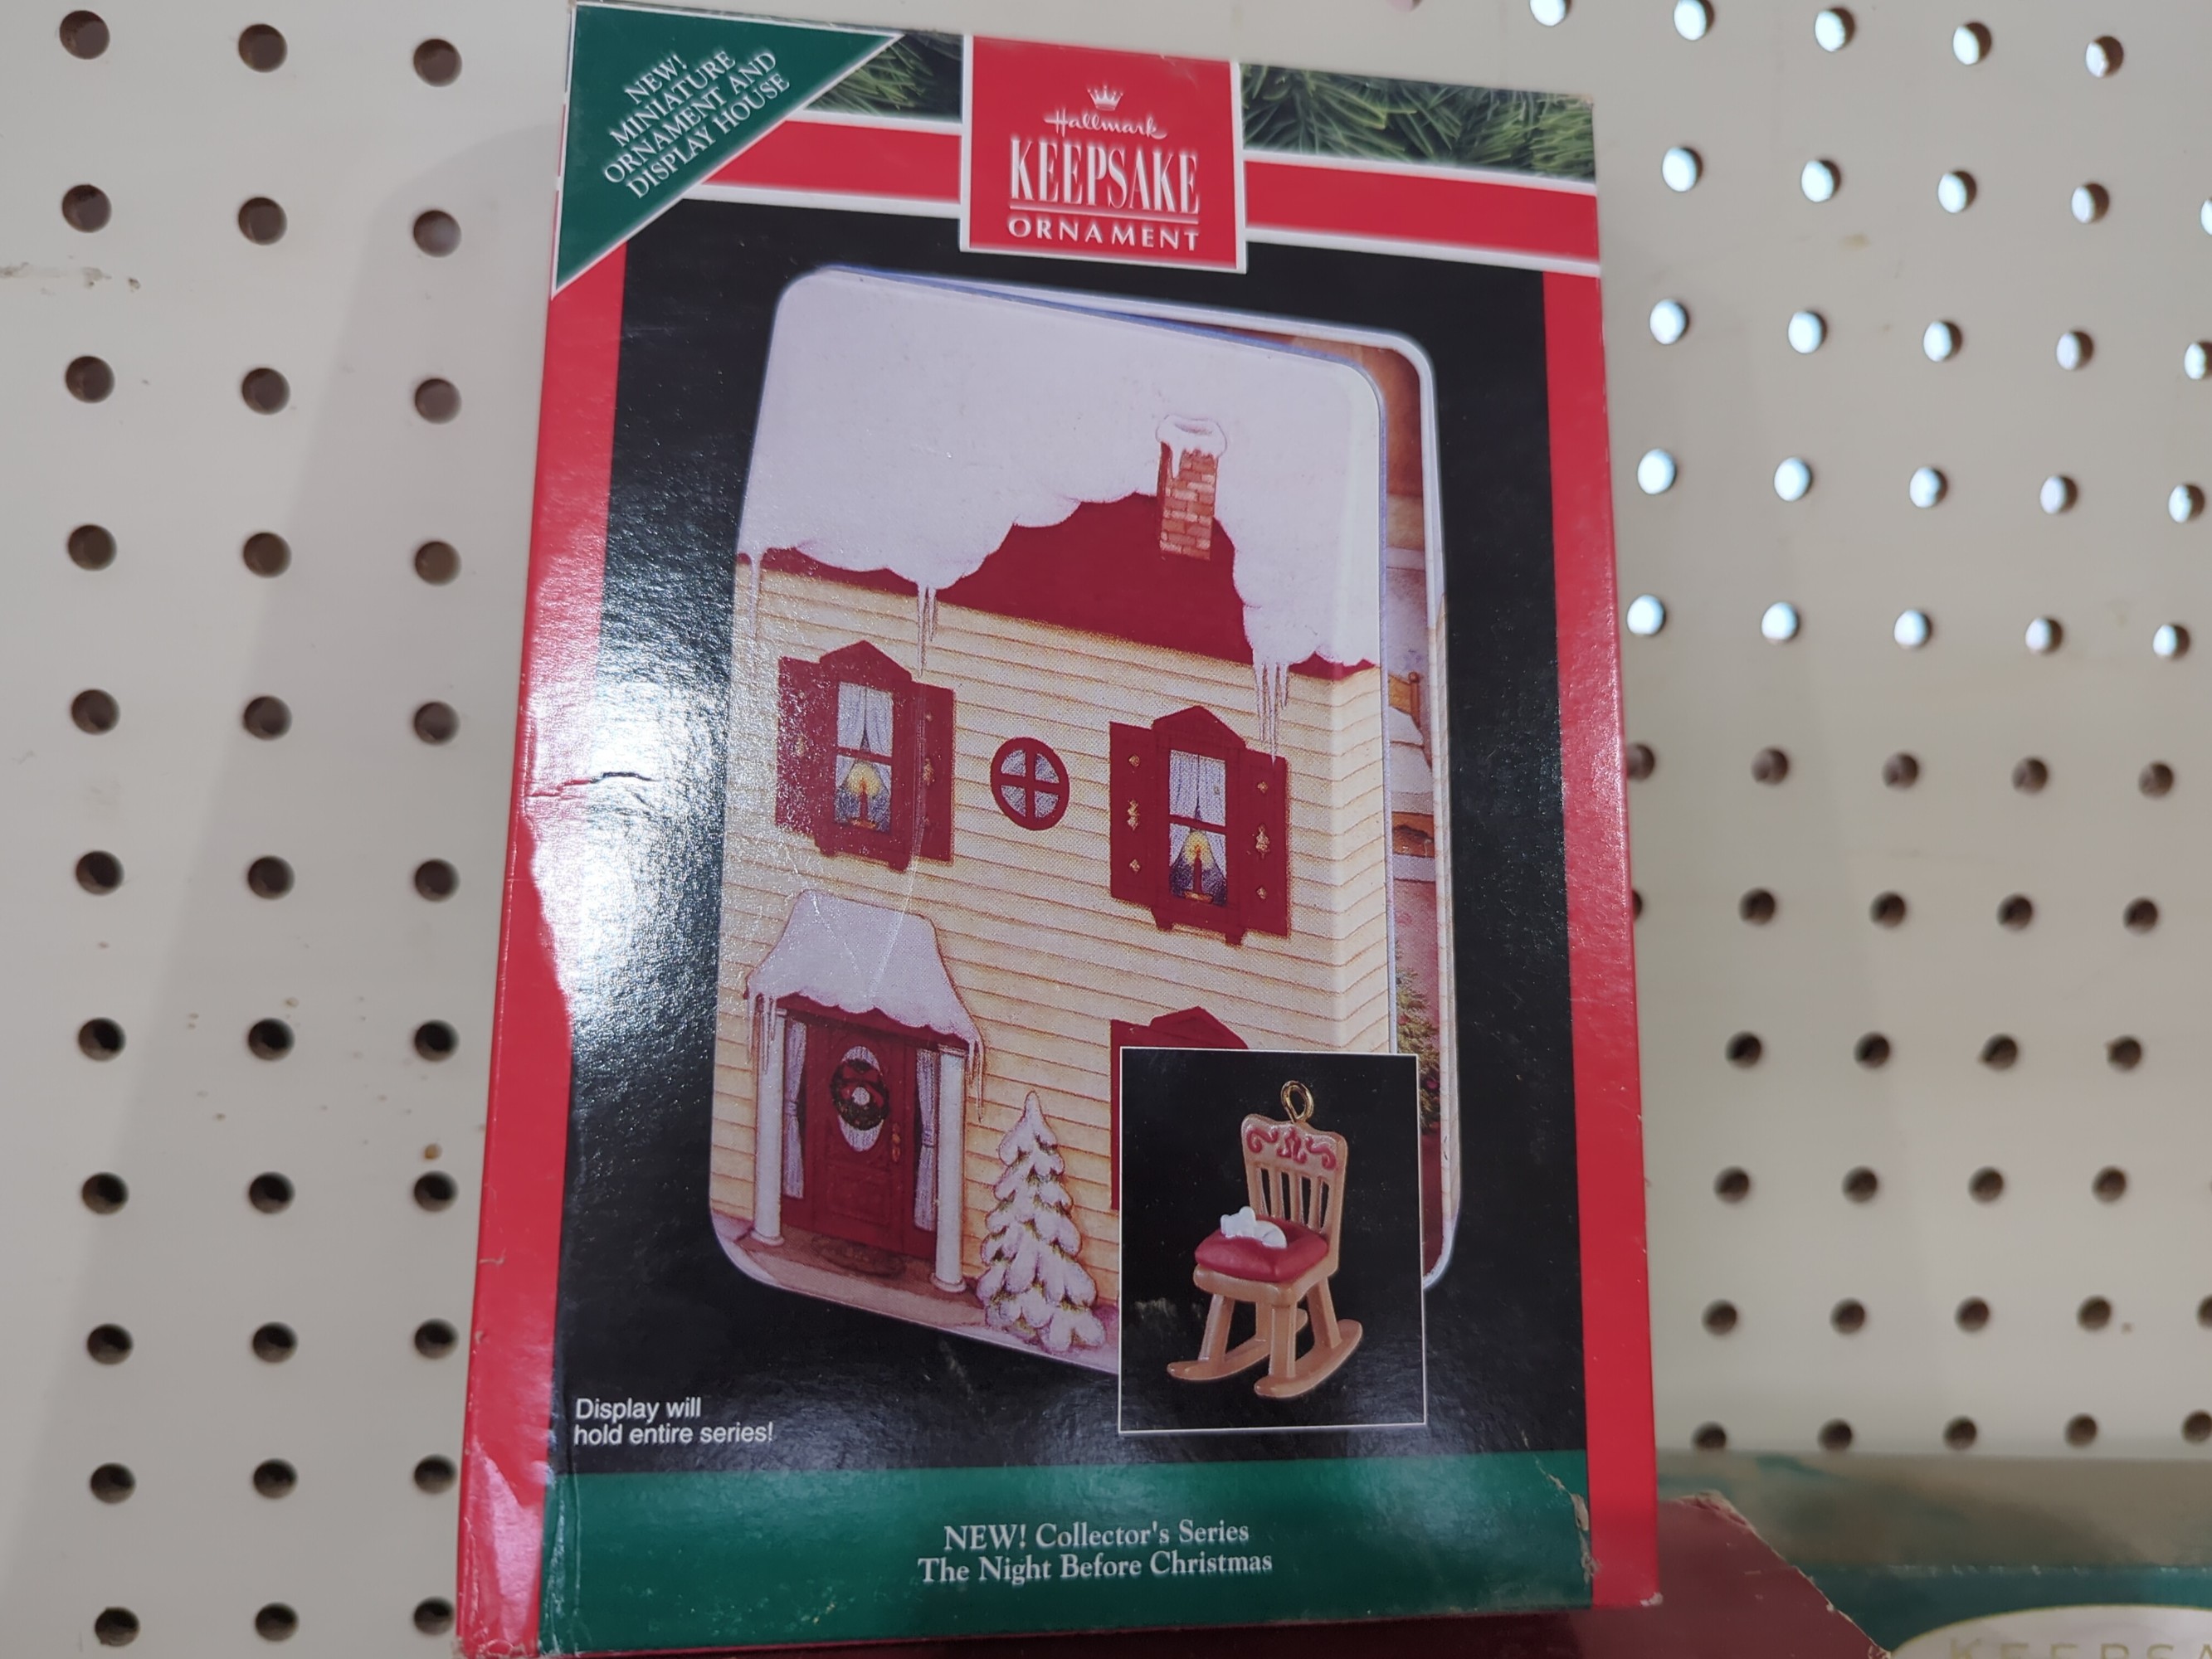 NEW!
MINIATURE
ORNAMENT AND
DISPLAY HOUSE
Hallmark
KEEPSAKE
ORNAMENT
Display will
hold entire series!
NEW! Collector's Series
The Night Before Christmas